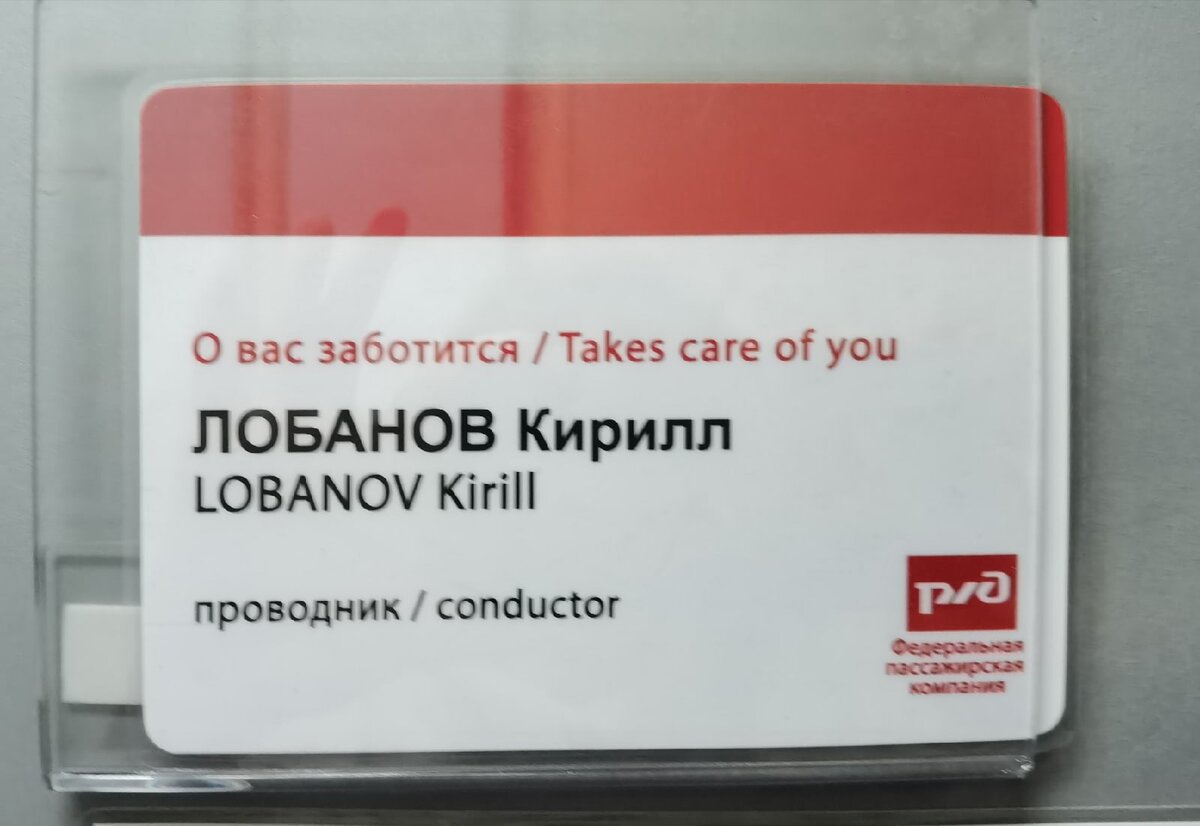 О вас заботится / Takes care of you
ЛОБАНОВ Кирилл
LOBANOV Kirill
проводник / conductor
ржд
Федеральная
пассажирская
компания